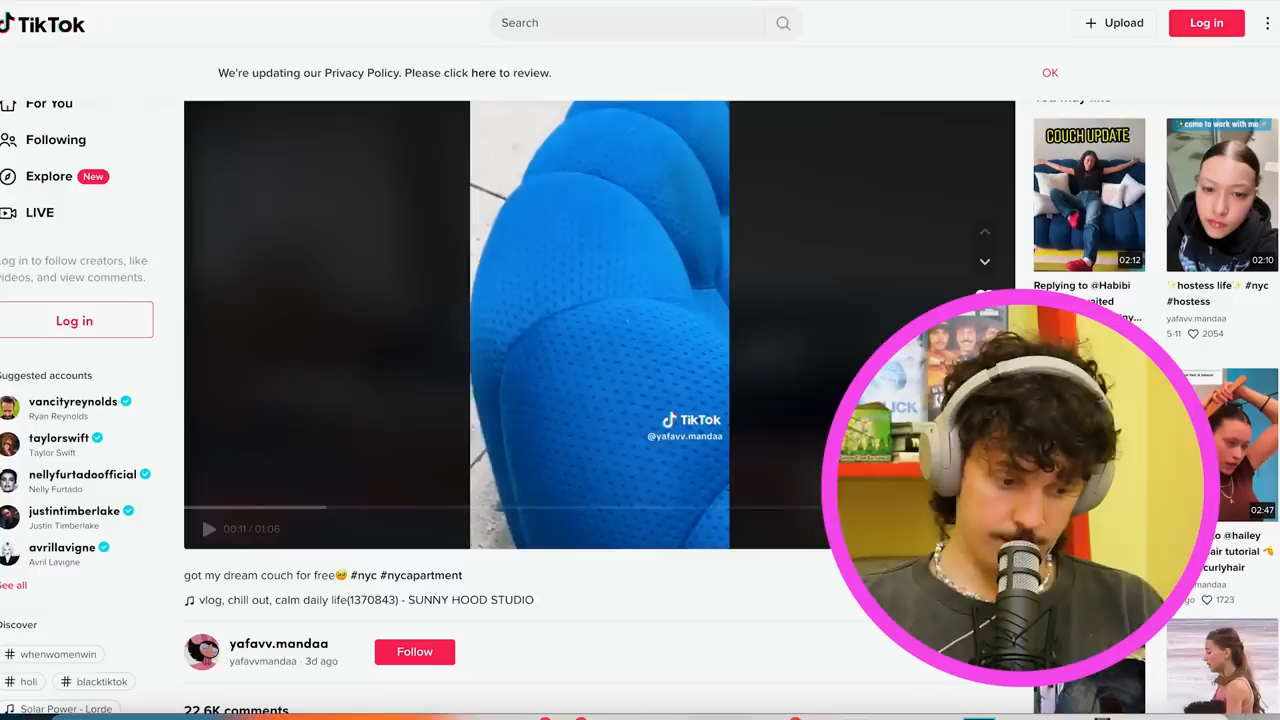 TikTok
Search
Upload
Log in
We're updating our Privacy Policy. Please click here to review.
OK
For You
Following
Explore New
LIVE
Log in to follow creators, like
videos, and view comments.
Log in
Suggested accounts
vancityreynolds
Ryan Reynolds
taylorswift
Taylor Swift
nellyfurtadoofficial
Nelly Furtado
justintimberlake
Justin Timberlake
avrillavigne
Avril Lavigne
See all
Discover
# whenwomenwin
# holi
# blacktiktok
Solar Power - Lorde
TikTok
@yafavv.mandaa
00:11 / 01:06
got my dream couch for free🥹 #nyc #nycapartment
vlog, chill out, calm daily life(1370843) - SUNNY HOOD STUDIO
yafavv.mandaa
yafavvmandaa · 3d ago
Follow
22.6K comments
You may like
COUCH UPDATE
02:12
Replying to @Habibi
✨come to work with me✨
02:10
✨hostess life✨ #nyc
#hostess
yafavv.mandaa
5-11 2054
02:47
@hailey
tutorial
curlyhair
mandaa
ago 1723
LICK